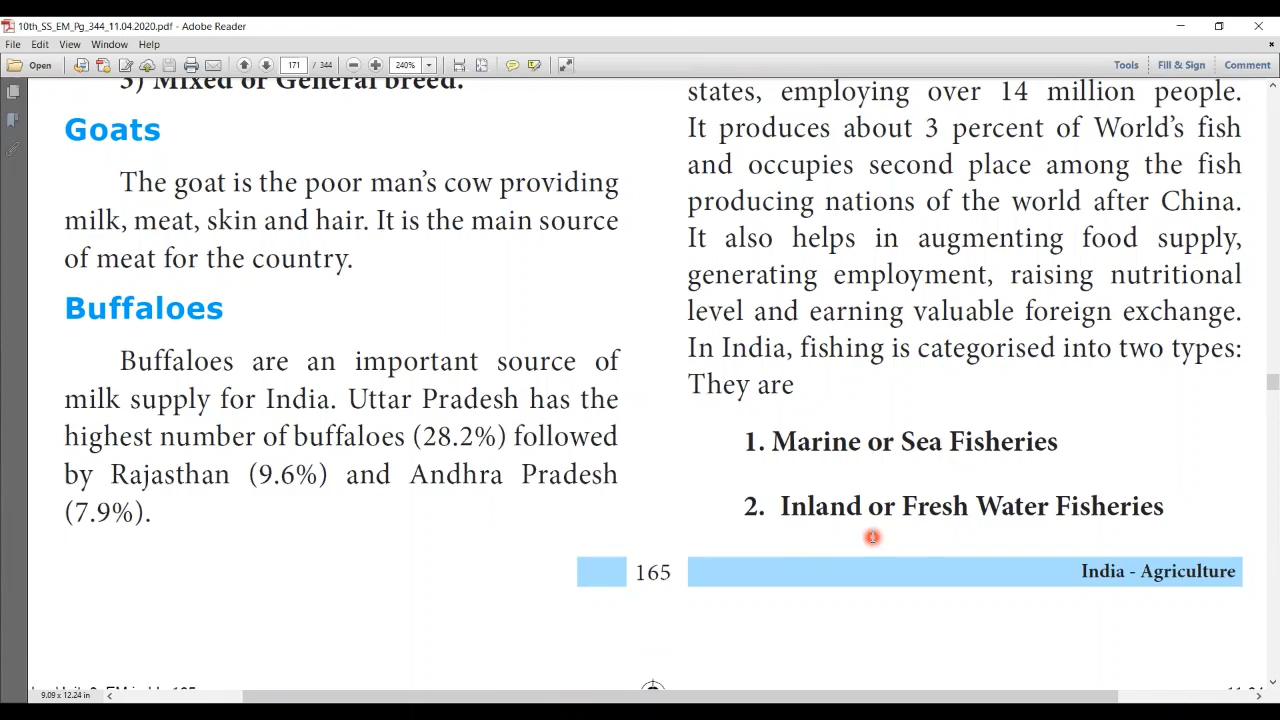 10th_SS_EM_Pg_344_11.04.2020.pdf - Adobe Reader
File Edit View Window Help
Open 171 / 344 240% Tools Fill & Sign Comment
3) Mixed or General breed.
Goats
The goat is the poor man's cow providing
milk, meat, skin and hair. It is the main source
of meat for the country.
Buffaloes
Buffaloes are an important source of
milk supply for India. Uttar Pradesh has the
highest number of buffaloes (28.2%) followed
by Rajasthan (9.6%) and Andhra Pradesh
(7.9%).
states, employing over 14 million people.
It produces about 3 percent of World's fish
and occupies second place among the fish
producing nations of the world after China.
It also helps in augmenting food supply,
generating employment, raising nutritional
level and earning valuable foreign exchange.
In India, fishing is categorised into two types:
They are
1. Marine or Sea Fisheries
2. Inland or Fresh Water Fisheries
165
India - Agriculture
9.09 x 12.24 in